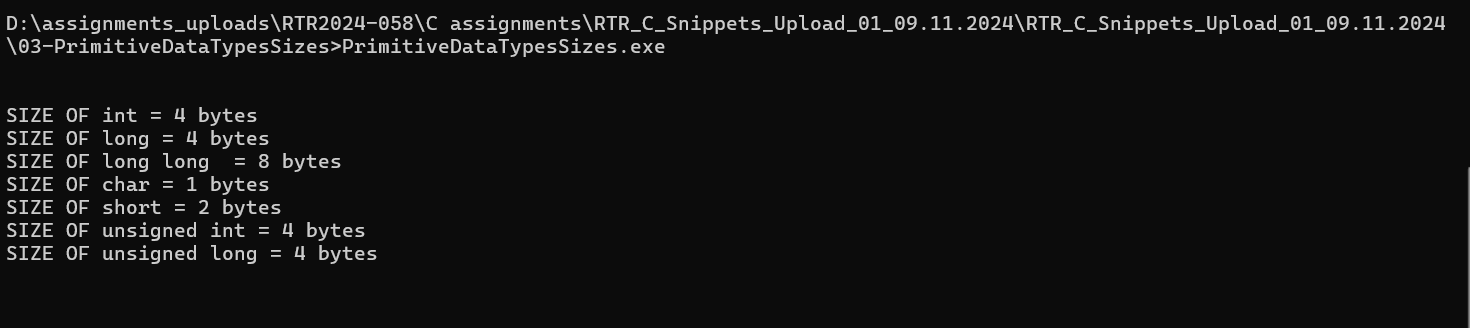 D:\assignments_uploads\RTR2024-058\C assignments\RTR_C_Snippets_Upload_01_09.11.2024\RTR_C_Snippets_Upload_01_09.11.2024
\03-PrimitiveDataTypesSizes>PrimitiveDataTypesSizes.exe
SIZE OF int = 4 bytes
SIZE OF long = 4 bytes
SIZE OF long long  = 8 bytes
SIZE OF char = 1 bytes
SIZE OF short = 2 bytes
SIZE OF unsigned int = 4 bytes
SIZE OF unsigned long = 4 bytes